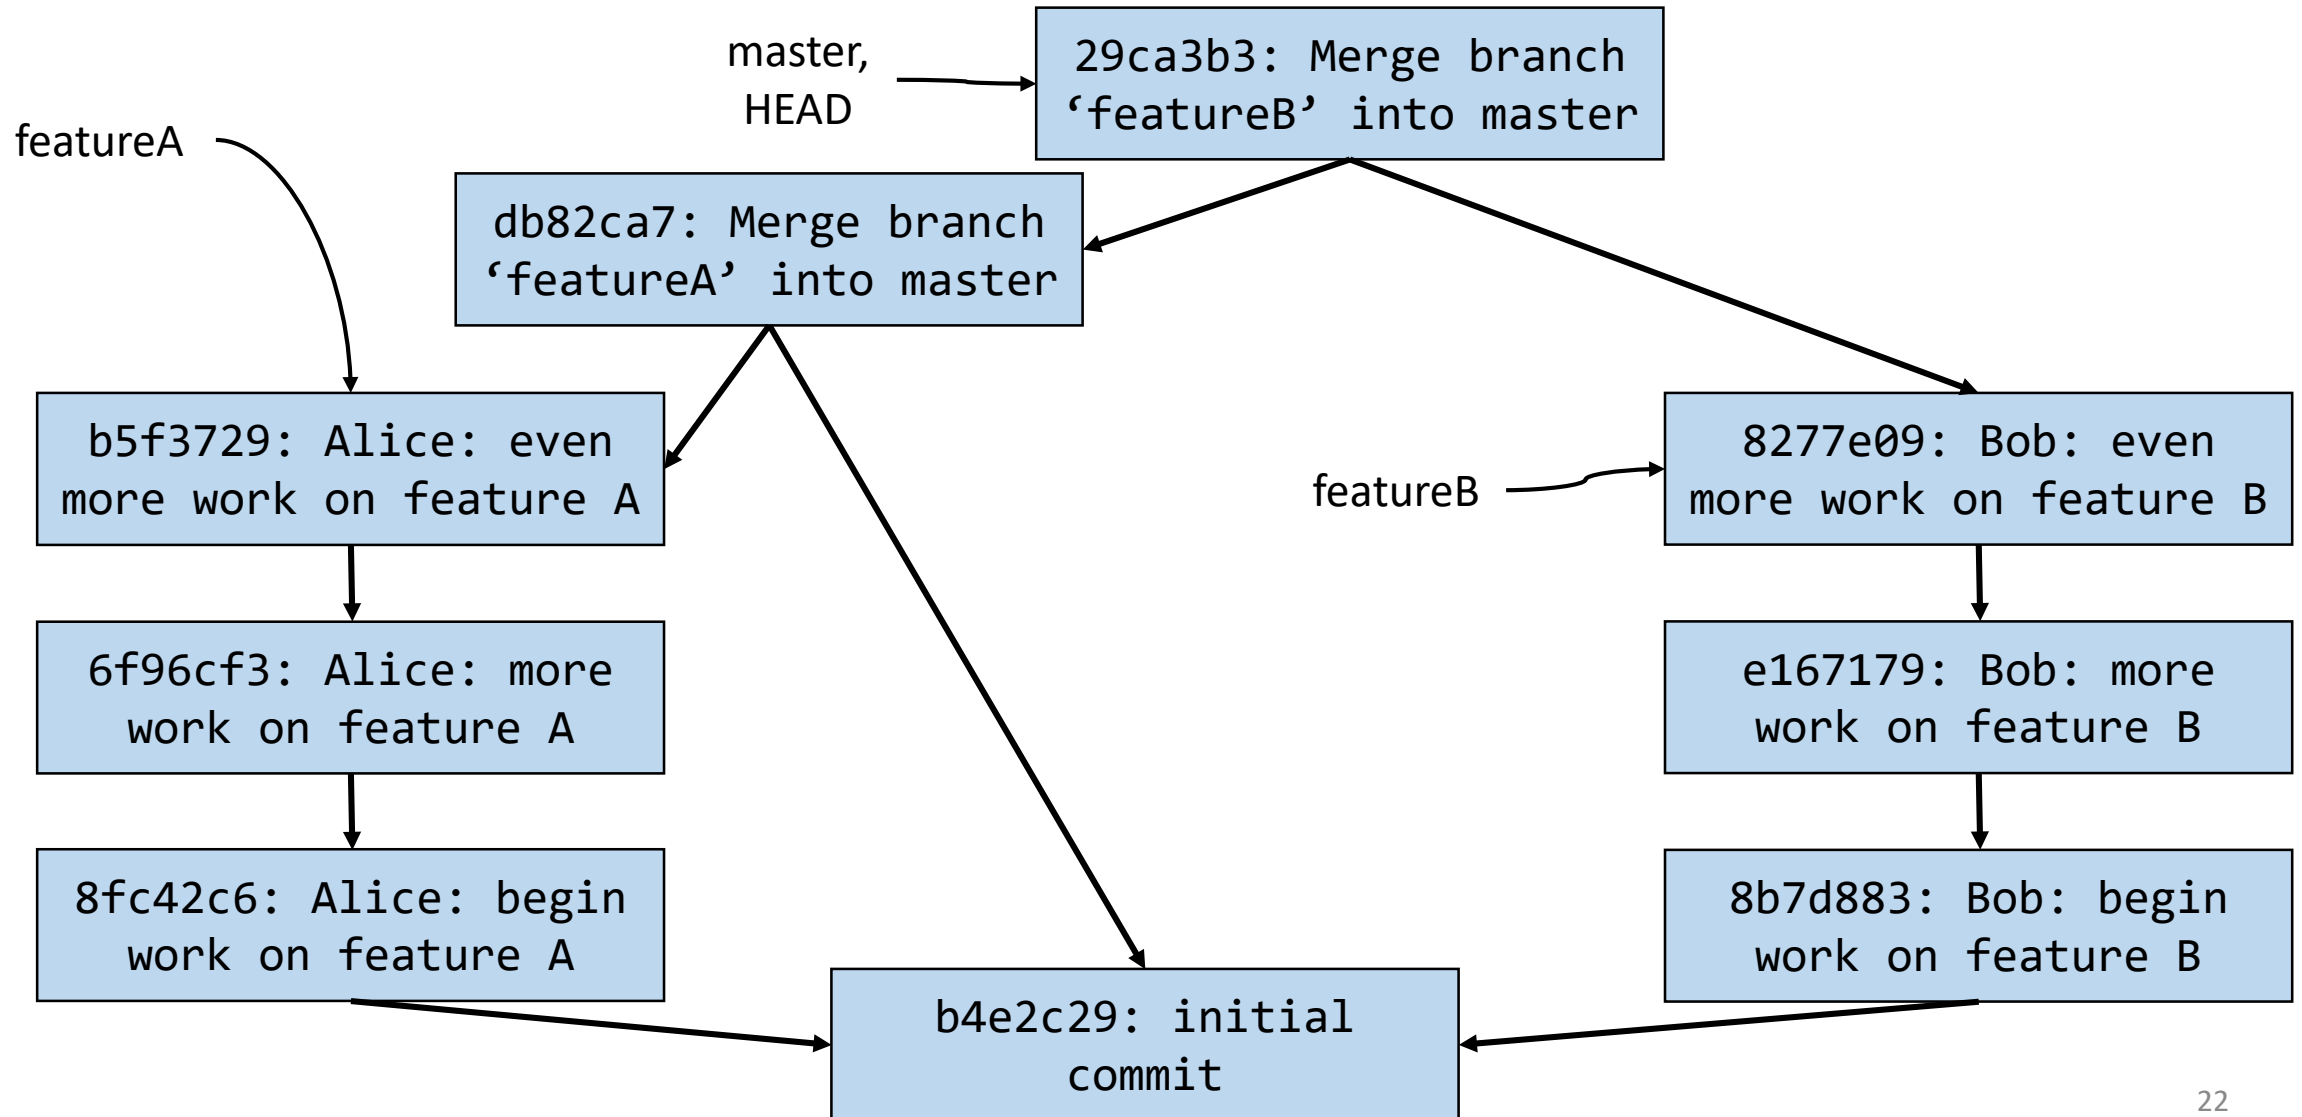 master,
HEAD
29ca3b3: Merge branch
‘featureB’ into master
featureA
db82ca7: Merge branch
‘featureA’ into master
b5f3729: Alice: even
more work on feature A
featureB
8277e09: Bob: even
more work on feature B
6f96cf3: Alice: more
work on feature A
e167179: Bob: more
work on feature B
8fc42c6: Alice: begin
work on feature A
8b7d883: Bob: begin
work on feature B
b4e2c29: initial
commit
22